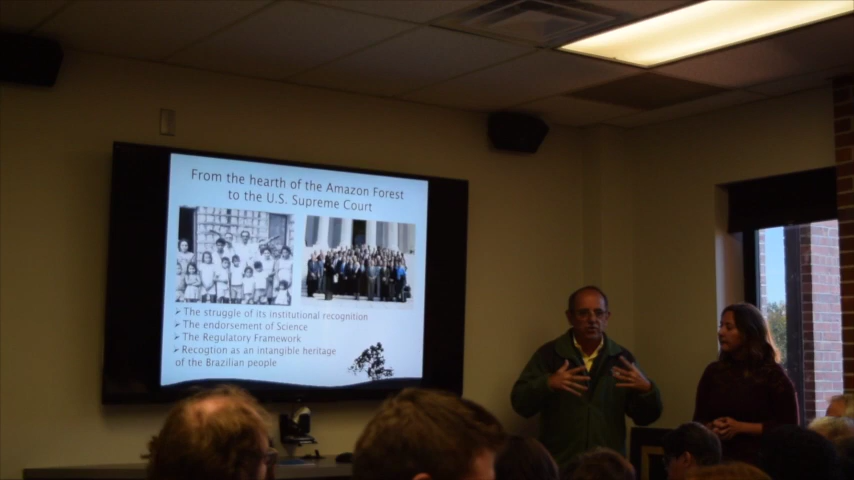 From the hearth of the Amazon Forest
to the U.S. Supreme Court
➢ The struggle of its institutional recognition
➢ The endorsement of Science
➢ The Regulatory Framework
➢ Recogtion as an intangible heritage
of the Brazilian people